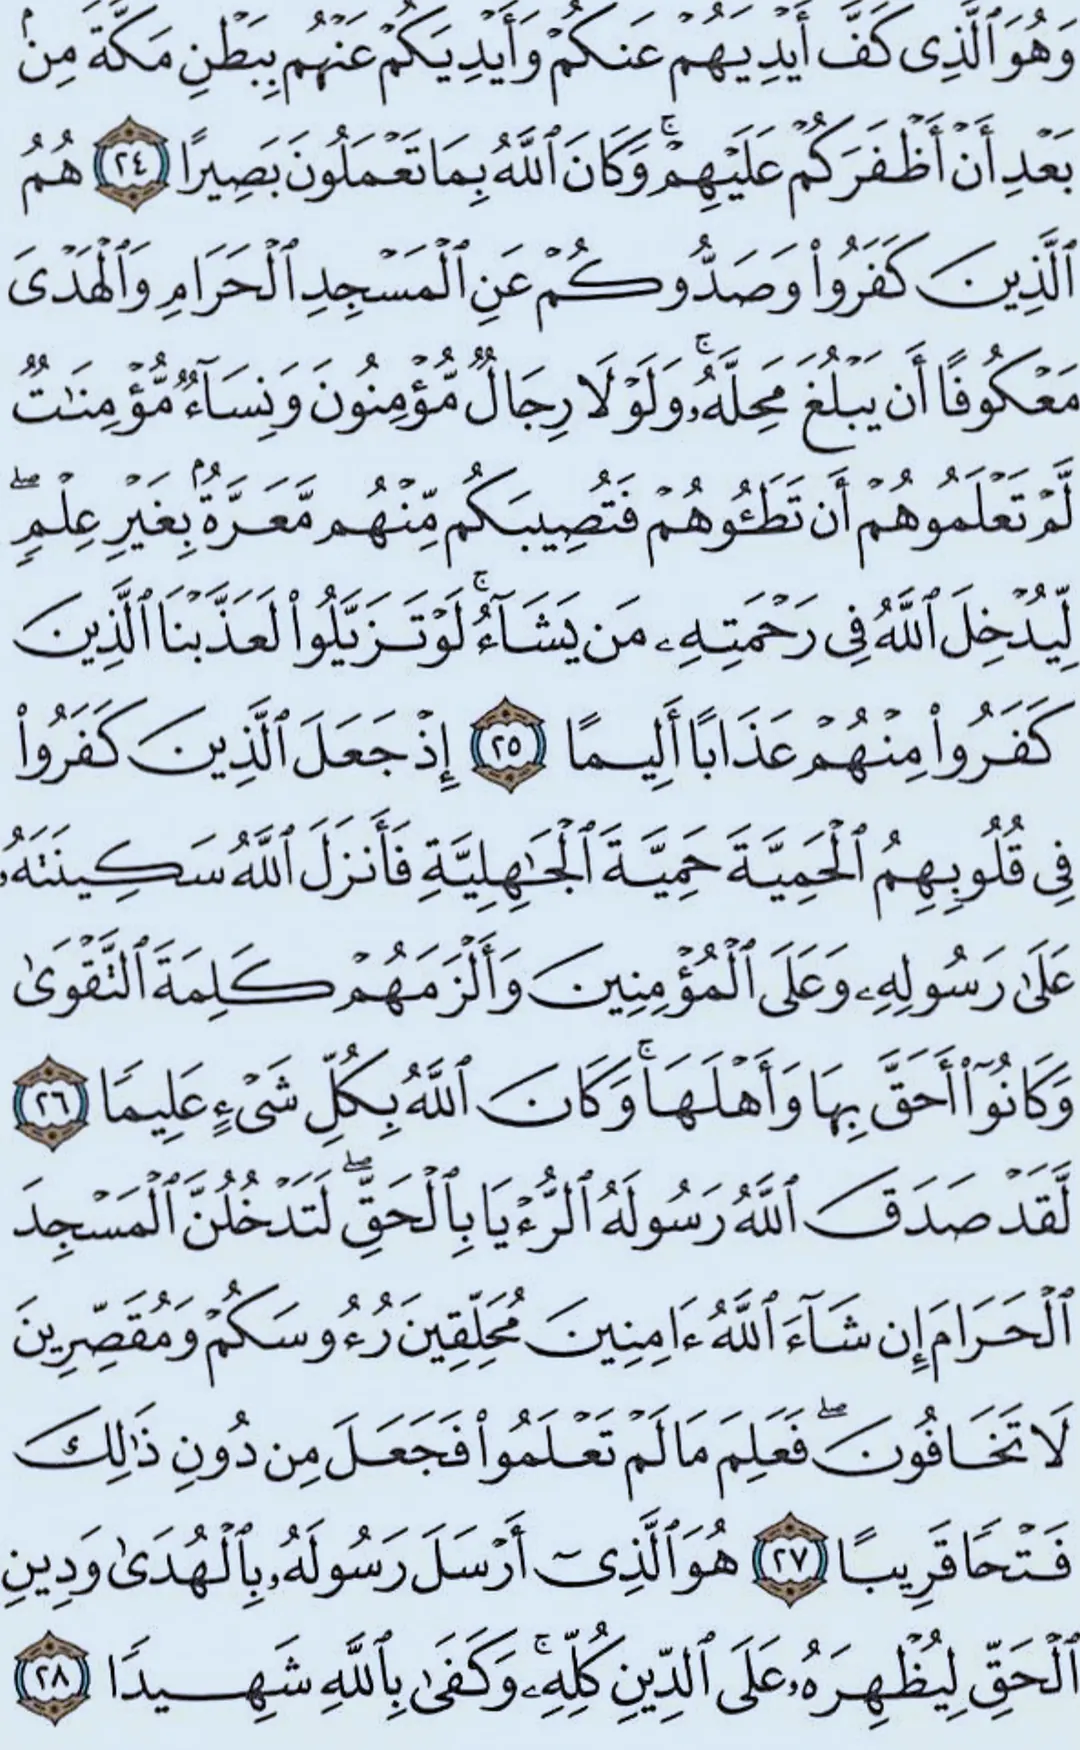 وَهُوَ ٱلَّذِى كَفَّ أَيْدِيَهُمْ عَنكُمْ وَأَيْدِيَكُمْ عَنْهُم بِبَطْنِ مَكَّةَ مِنۢ
بَعْدِ أَنْ أَظْفَرَكُمْ عَلَيْهِمْ ۚ وَكَانَ ٱللَّهُ بِمَا تَعْمَلُونَ بَصِيرًا ٢٤ هُمُ
ٱلَّذِينَ كَفَرُوا۟ وَصَدُّوكُمْ عَنِ ٱلْمَسْجِدِ ٱلْحَرَامِ وَٱلْهَدْىَ
مَعْكُوفًا أَن يَبْلُغَ مَحِلَّهُۥ ۚ وَلَوْلَا رِجَالٌ مُّؤْمِنُونَ وَنِسَآءٌ مُّؤْمِنَـٰتٌ
لَّمْ تَعْلَمُوهُمْ أَن تَطَـُٔوهُمْ فَتُصِيبَكُم مِّنْهُم مَّعَرَّةٌۢ بِغَيْرِ عِلْمٍ ۖ
لِّيُدْخِلَ ٱللَّهُ فِى رَحْمَتِهِۦ مَن يَشَآءُ ۚ لَوْ تَزَيَّلُوا۟ لَعَذَّبْنَا ٱلَّذِينَ
كَفَرُوا۟ مِنْهُمْ عَذَابًا أَلِيمًا ٢٥ إِذْ جَعَلَ ٱلَّذِينَ كَفَرُوا۟
فِى قُلُوبِهِمُ ٱلْحَمِيَّةَ حَمِيَّةَ ٱلْجَـٰهِلِيَّةِ فَأَنزَلَ ٱللَّهُ سَكِينَتَهُۥ
عَلَىٰ رَسُولِهِۦ وَعَلَى ٱلْمُؤْمِنِينَ وَأَلْزَمَهُمْ كَلِمَةَ ٱلتَّقْوَىٰ
وَكَانُوٓا۟ أَحَقَّ بِهَا وَأَهْلَهَا ۚ وَكَانَ ٱللَّهُ بِكُلِّ شَىْءٍ عَلِيمًا ٢٦
لَّقَدْ صَدَقَ ٱللَّهُ رَسُولَهُ ٱلرُّءْيَا بِٱلْحَقِّ ۖ لَتَدْخُلُنَّ ٱلْمَسْجِدَ
ٱلْحَرَامَ إِن شَآءَ ٱللَّهُ ءَامِنِينَ مُحَلِّقِينَ رُءُوسَكُمْ وَمُقَصِّرِينَ
لَا تَخَافُونَ ۖ فَعَلِمَ مَا لَمْ تَعْلَمُوا۟ فَجَعَلَ مِن دُونِ ذَٰلِكَ
فَتْحًا قَرِيبًا ٢٧ هُوَ ٱلَّذِىٓ أَرْسَلَ رَسُولَهُۥ بِٱلْهُدَىٰ وَدِينِ
ٱلْحَقِّ لِيُظْهِرَهُۥ عَلَى ٱلدِّينِ كُلِّهِۦ ۚ وَكَفَىٰ بِٱللَّهِ شَهِيدًا ٢٨